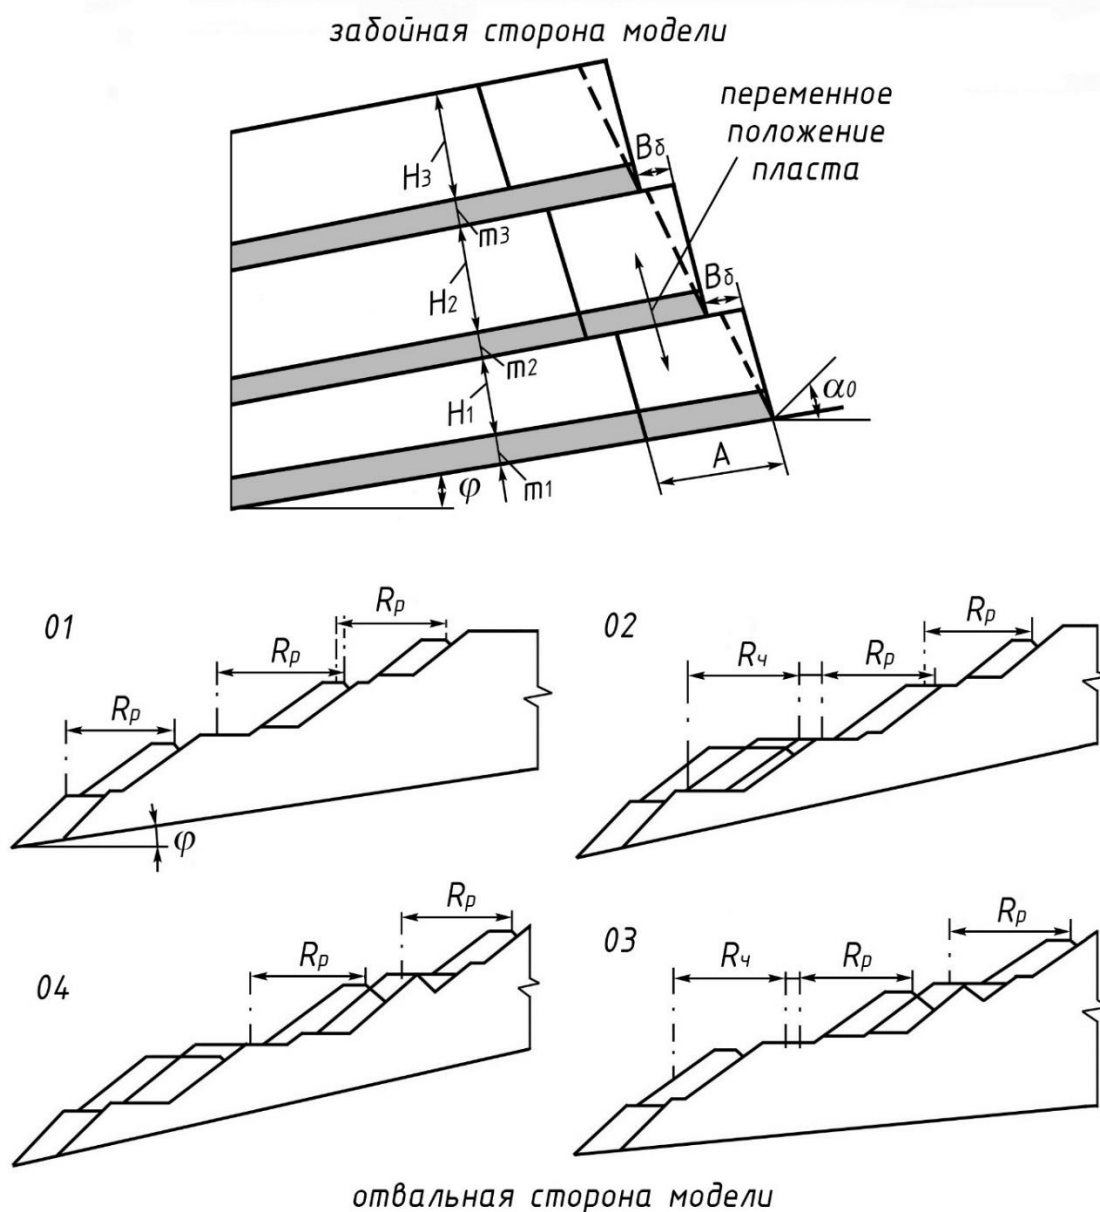 забойная сторона модели
переменное
положение
пласта
Bб
H3
m3
H2
Bб
m2
H1
α0
A
m1
φ
01
Rр
Rр
Rр
φ
02
Rч
Rр
Rр
04
Rр
Rр
03
Rч
Rр
Rр
отвальная сторона модели